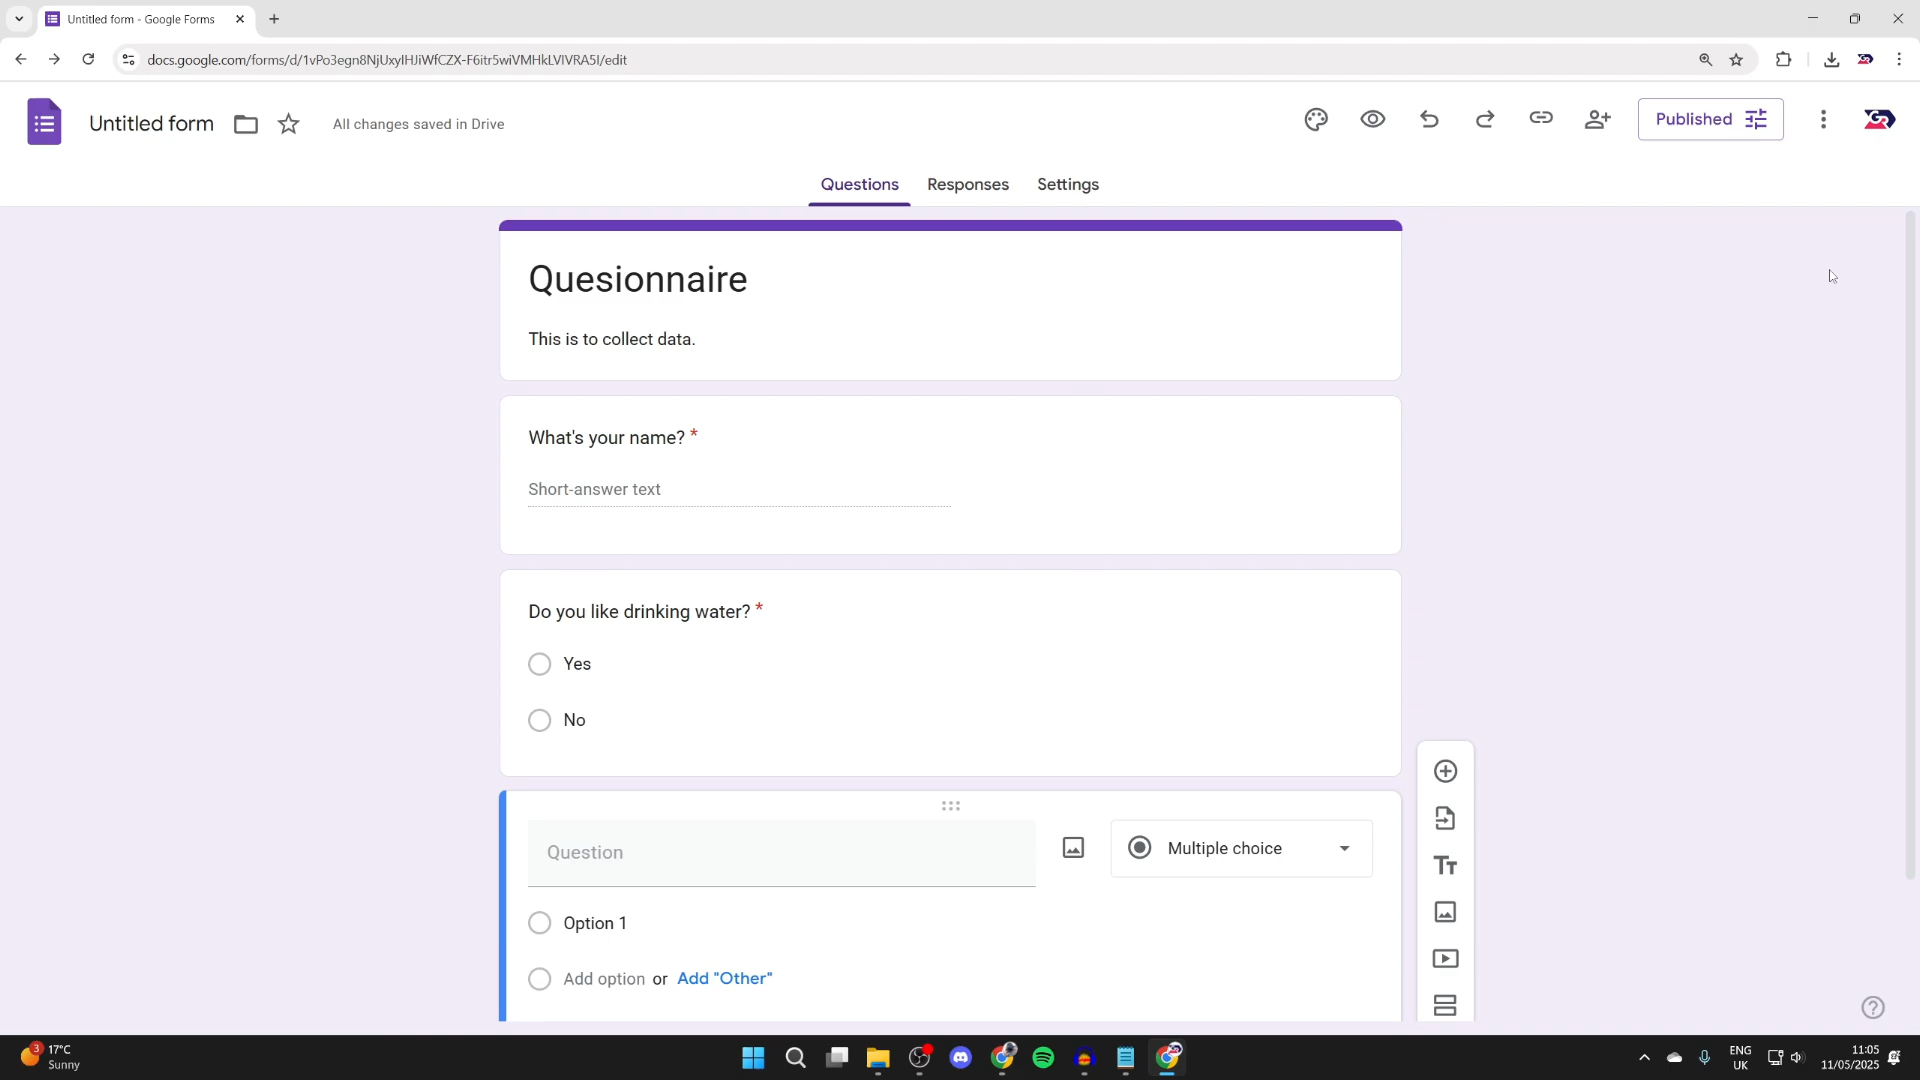 Untitled form - Google Forms
docs.google.com/forms/d/1vPo3egn8NjUxyIHJiWfCZX-F6itr5wiVMHkLVIVRA5I/edit
Untitled form
All changes saved in Drive
Published
Questions Responses Settings
Quesionnaire
This is to collect data.
What's your name? *
Short-answer text
Do you like drinking water? *
Yes
No
Question
Multiple choice
Option 1
Add option or Add "Other"
3
17°C
Sunny
ENG
UK
11:05
11/05/2025